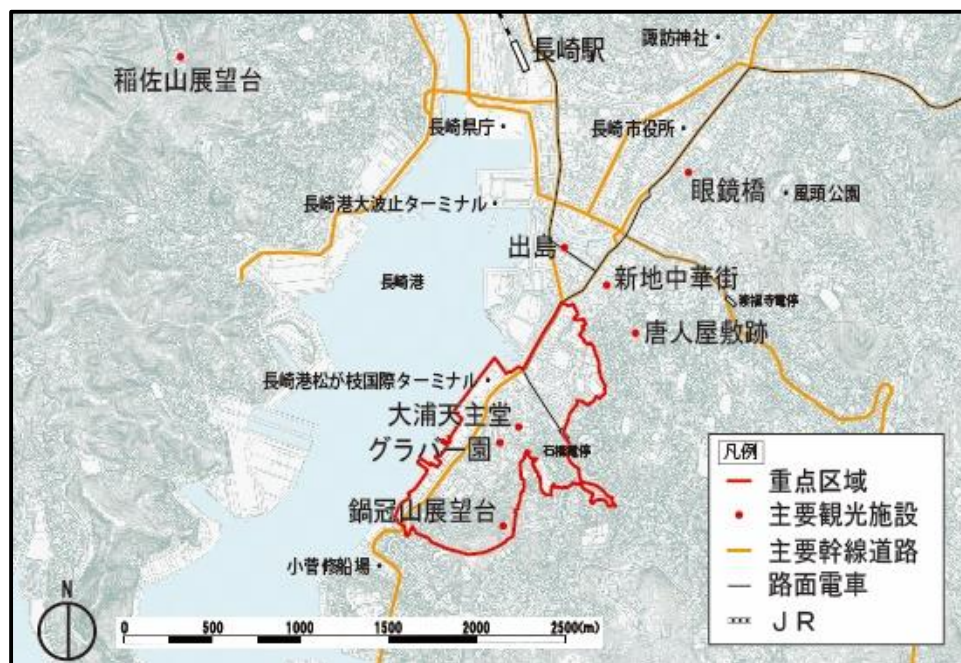 長崎駅
諏訪神社
稲佐山展望台
長崎県庁
長崎市役所
眼鏡橋
風頭公園
長崎港大波止ターミナル
出島
長崎港
新地中華街
崇福寺電停
唐人屋敷跡
長崎港松が枝国際ターミナル
大浦天主堂
グラバー園
石橋電停
鍋冠山展望台
小菅修船場
凡例
重点区域
主要観光施設
主要幹線道路
路面電車
ＪＲ
N
0 500 1000 1500 2000 2500(m)